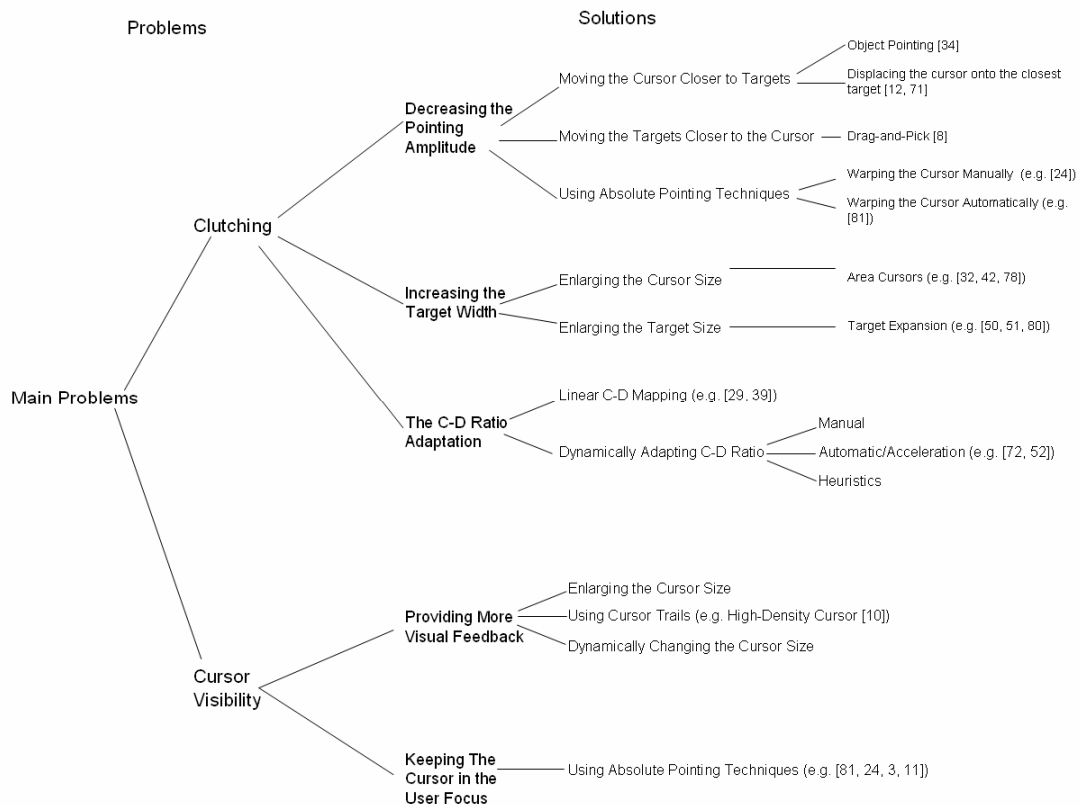 Problems
Solutions
Main Problems
Clutching
Decreasing the
Pointing
Amplitude
Moving the Cursor Closer to Targets
Object Pointing [34]
Displacing the cursor onto the closest
target [12, 71]
Moving the Targets Closer to the Cursor
Drag-and-Pick [8]
Using Absolute Pointing Techniques
Warping the Cursor Manually (e.g. [24])
Warping the Cursor Automatically (e.g.
[81])
Increasing the
Target Width
Enlarging the Cursor Size
Area Cursors (e.g. [32, 42, 78])
Enlarging the Target Size
Target Expansion (e.g. [50, 51, 80])
The C-D Ratio
Adaptation
Linear C-D Mapping (e.g. [29, 39])
Dynamically Adapting C-D Ratio
Manual
Automatic/Acceleration (e.g. [72, 52])
Heuristics
Cursor
Visibility
Providing More
Visual Feedback
Enlarging the Cursor Size
Using Cursor Trails (e.g. High-Density Cursor [10])
Dynamically Changing the Cursor Size
Keeping The
Cursor in the
User Focus
Using Absolute Pointing Techniques (e.g. [81, 24, 3, 11])